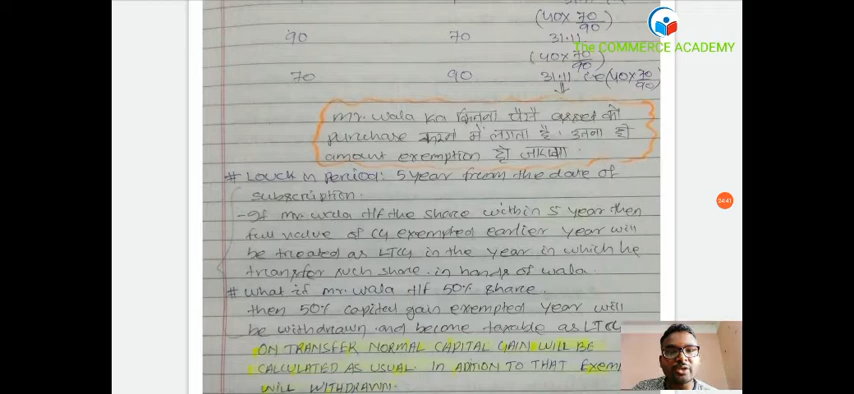 (40× 70/90)
90 70 31.11
The COMMERCE ACADEMY
(40× 70/90)
70 90 31.11 (40× 70/90)
Mr. wala ka कितना पैसे asset को
purchase करने में लगता है. उतना ही
amount exemption हो जाएगा.
# Lock in Period: 5 year from the date of
subscription.
- If mr. wala t/f the share within 5 year then
full value of CG exempted earlier year will
be treated as LTCG in the year in which he
transfer such share in hands of wala.
# What if mr. wala t/f 50% share.
then 50% capital gain exempted year will
be withdrawn and become taxable as LTCG
ON TRANSFER NORMAL CAPITAL GAIN WILL BE
CALCULATED AS USUAL. IN ADITION TO THAT Exem
WILL WITHDRAWN.
24:41